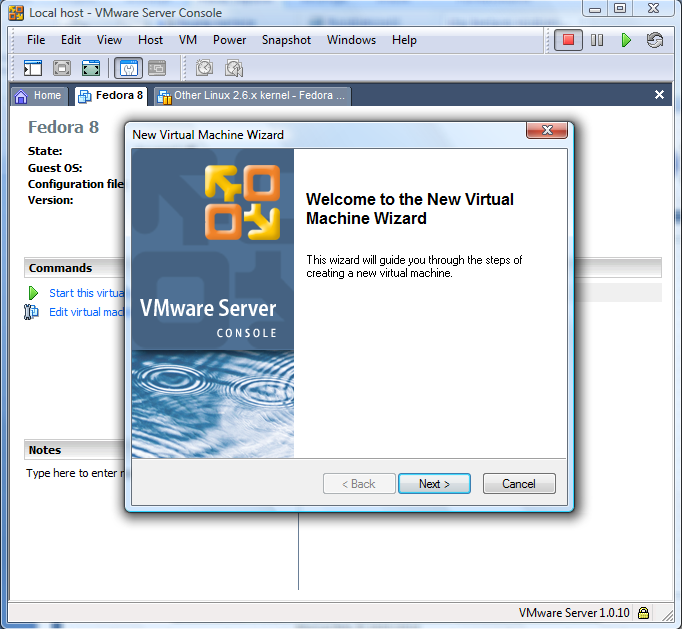 Local host - VMware Server Console
File Edit View Host VM Power Snapshot Windows Help
Home Fedora 8 Other Linux 2.6.x kernel - Fedora ...
Fedora 8
State:
Guest OS:
Configuration file
Version:
Commands
Start this virtua
Edit virtual mac
Notes
Type here to enter
New Virtual Machine Wizard
VMware Server
CONSOLE
Welcome to the New Virtual
Machine Wizard
This wizard will guide you through the steps of
creating a new virtual machine.
< Back Next > Cancel
VMware Server 1.0.10